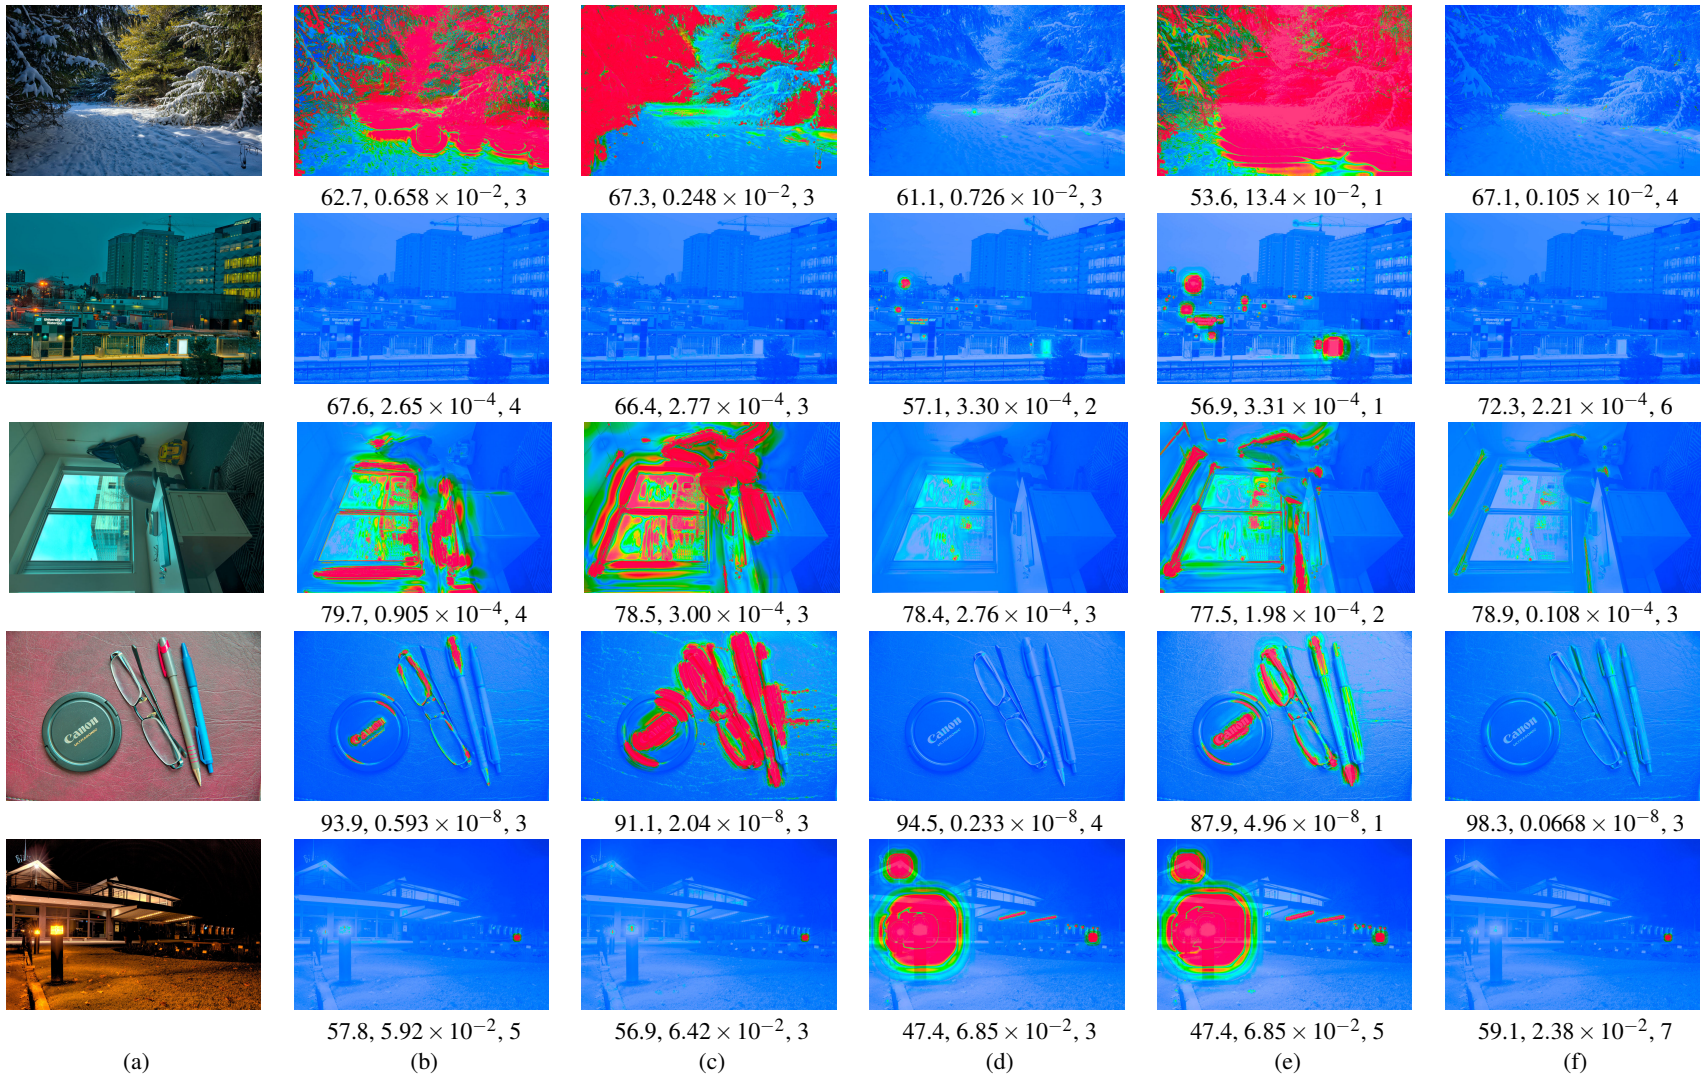 62.7, 0.658 × 10⁻², 3 67.3, 0.248 × 10⁻², 3 61.1, 0.726 × 10⁻², 3 53.6, 13.4 × 10⁻², 1 67.1, 0.105 × 10⁻², 4
67.6, 2.65 × 10⁻⁴, 4 66.4, 2.77 × 10⁻⁴, 3 57.1, 3.30 × 10⁻⁴, 2 56.9, 3.31 × 10⁻⁴, 1 72.3, 2.21 × 10⁻⁴, 6
79.7, 0.905 × 10⁻⁴, 4 78.5, 3.00 × 10⁻⁴, 3 78.4, 2.76 × 10⁻⁴, 3 77.5, 1.98 × 10⁻⁴, 2 78.9, 0.108 × 10⁻⁴, 3
Canon Canon Canon Canon
93.9, 0.593 × 10⁻⁸, 3 91.1, 2.04 × 10⁻⁸, 3 94.5, 0.233 × 10⁻⁸, 4 87.9, 4.96 × 10⁻⁸, 1 98.3, 0.0668 × 10⁻⁸, 3
57.8, 5.92 × 10⁻², 5 56.9, 6.42 × 10⁻², 3 47.4, 6.85 × 10⁻², 3 47.4, 6.85 × 10⁻², 5 59.1, 2.38 × 10⁻², 7
(a) (b) (c) (d) (e) (f)